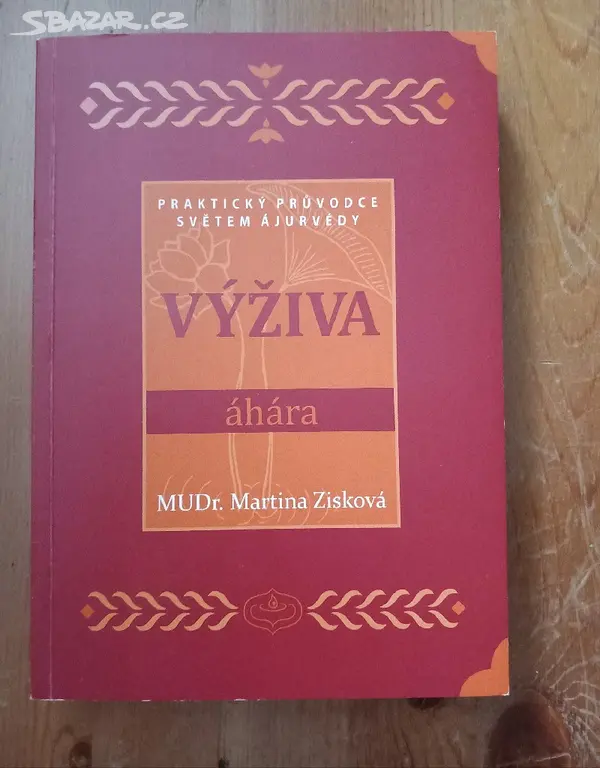 SBAZAR.CZ
PRAKTICKÝ PRŮVODCE
SVĚTEM ÁJURVÉDY
VÝŽIVA
áhára
MUDr. Martina Zisková